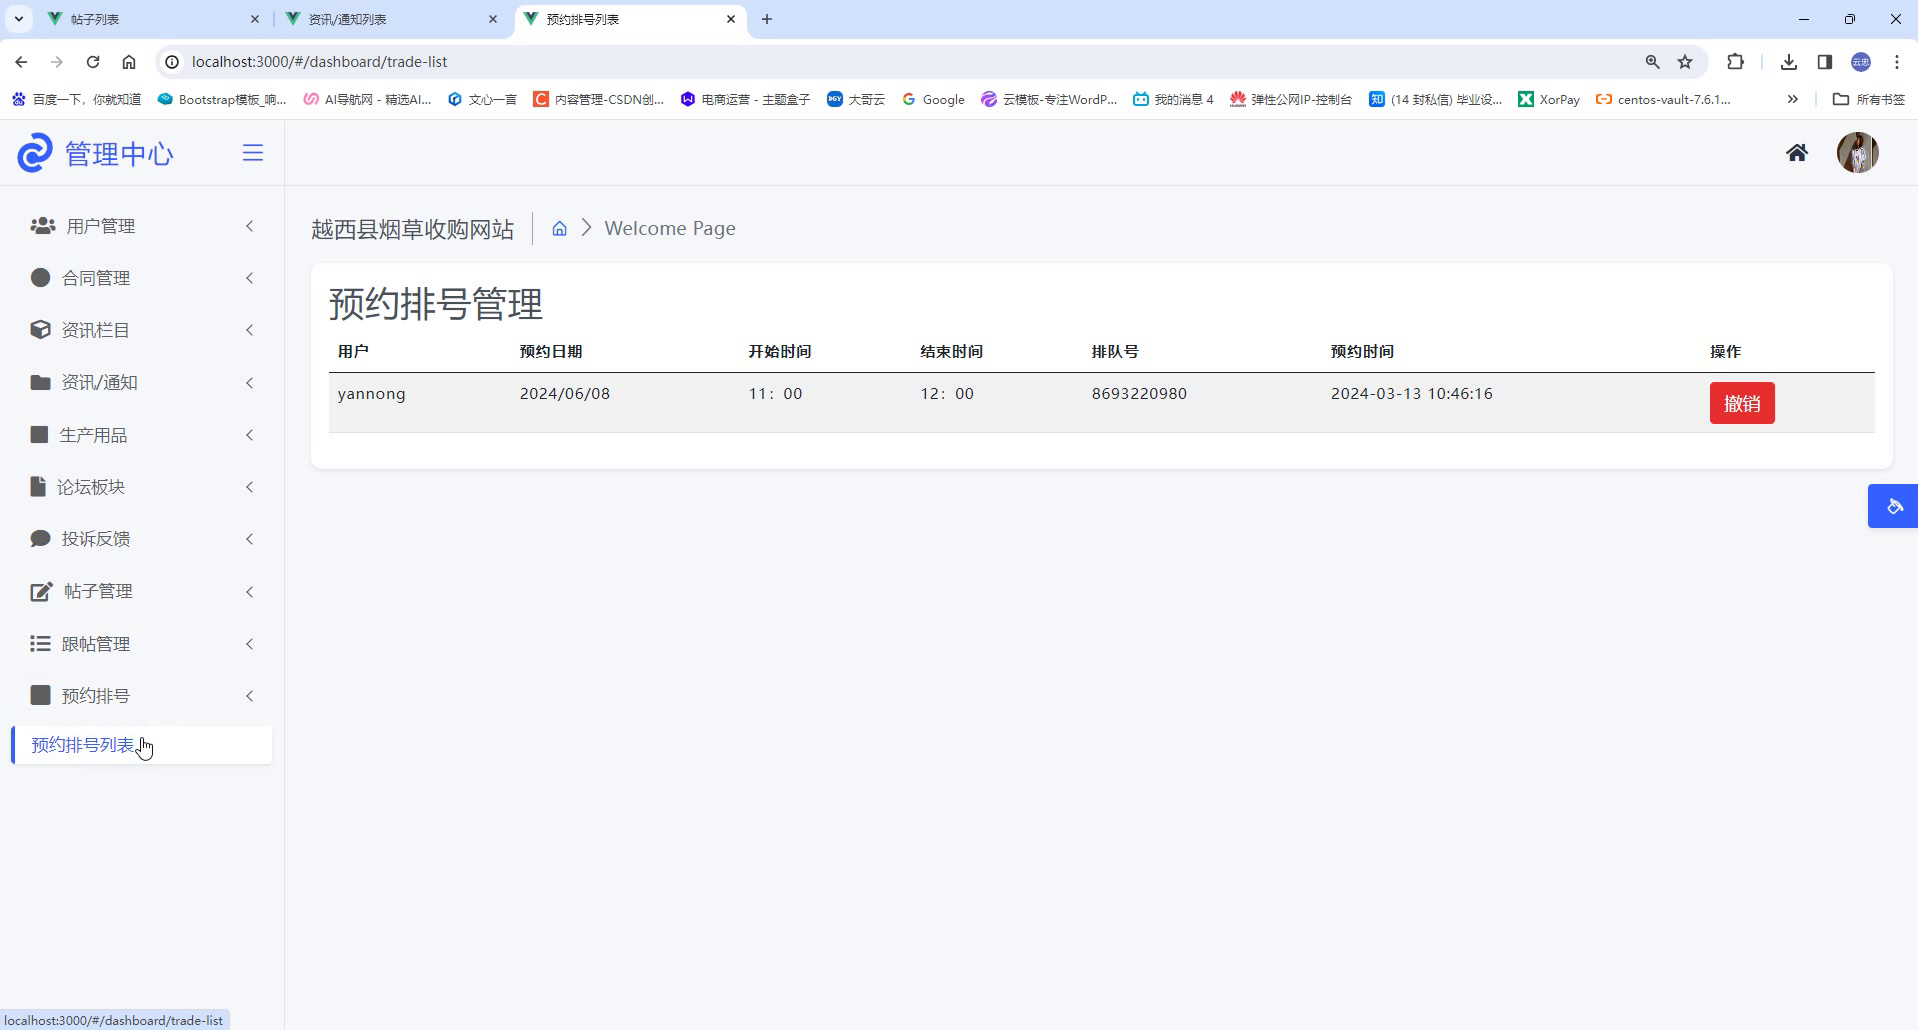 帖子列表
资讯/通知列表
预约排号列表
localhost:3000/#/dashboard/trade-list
百度一下，你就知道
Bootstrap模板_响...
AI导航网 - 精选AI...
文心一言
内容管理-CSDN创...
电商运营 - 主题盒子
大哥云
Google
云模板-专注WordP...
我的消息 4
弹性公网IP-控制台
知 (14 封私信) 毕业设...
XorPay
centos-vault-7.6.1...
所有书签
管理中心
用户管理
合同管理
资讯栏目
资讯/通知
生产用品
论坛板块
投诉反馈
帖子管理
跟帖管理
预约排号
预约排号列表
越西县烟草收购网站
Welcome Page
预约排号管理
用户 预约日期 开始时间 结束时间 排队号 预约时间 操作
yannong 2024/06/08 11：00 12：00 8693220980 2024-03-13 10:46:16 撤销
localhost:3000/#/dashboard/trade-list